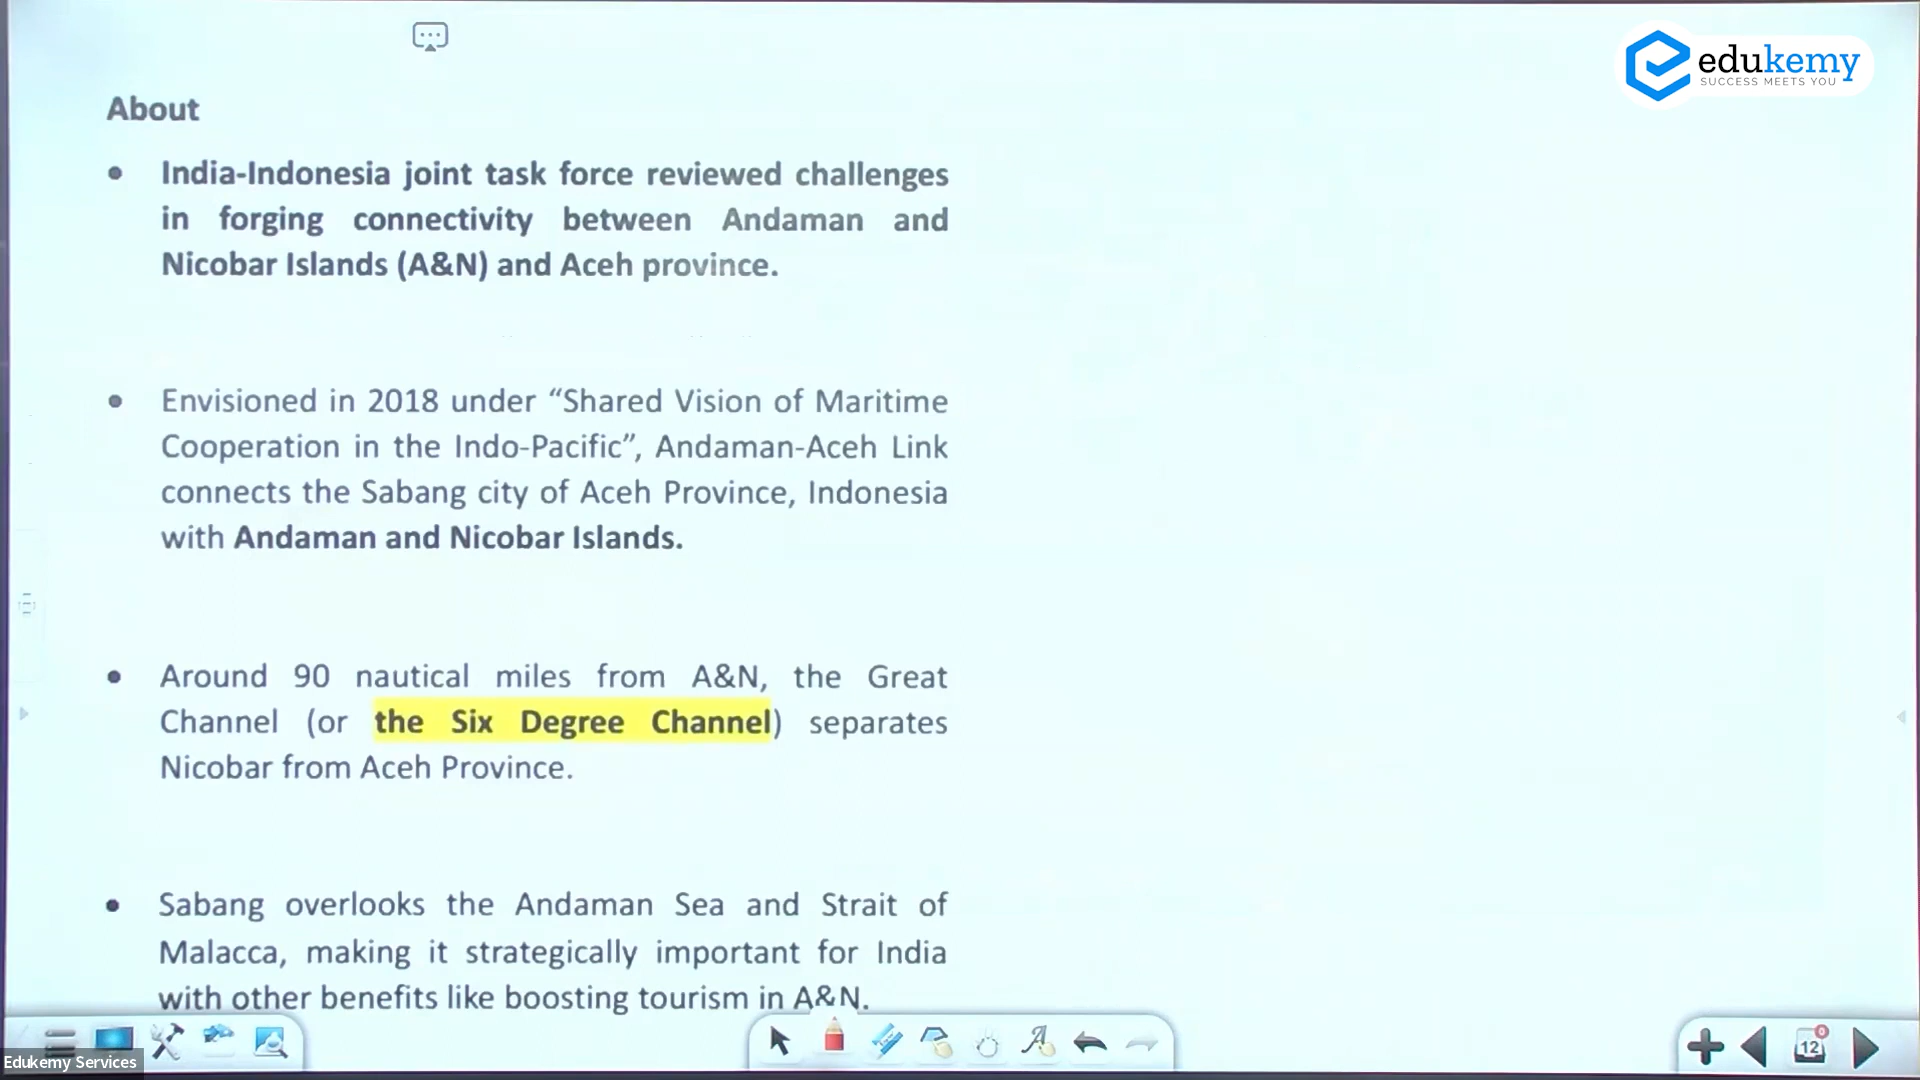 edukemy
SUCCESS MEETS YOU
About
• India-Indonesia joint task force reviewed challenges
in forging connectivity between Andaman and
Nicobar Islands (A&N) and Aceh province.
• Envisioned in 2018 under “Shared Vision of Maritime
Cooperation in the Indo-Pacific”, Andaman-Aceh Link
connects the Sabang city of Aceh Province, Indonesia
with Andaman and Nicobar Islands.
• Around 90 nautical miles from A&N, the Great
Channel (or the Six Degree Channel) separates
Nicobar from Aceh Province.
• Sabang overlooks the Andaman Sea and Strait of
Malacca, making it strategically important for India
with other benefits like boosting tourism in A&N.
Edukemy Services
0
12